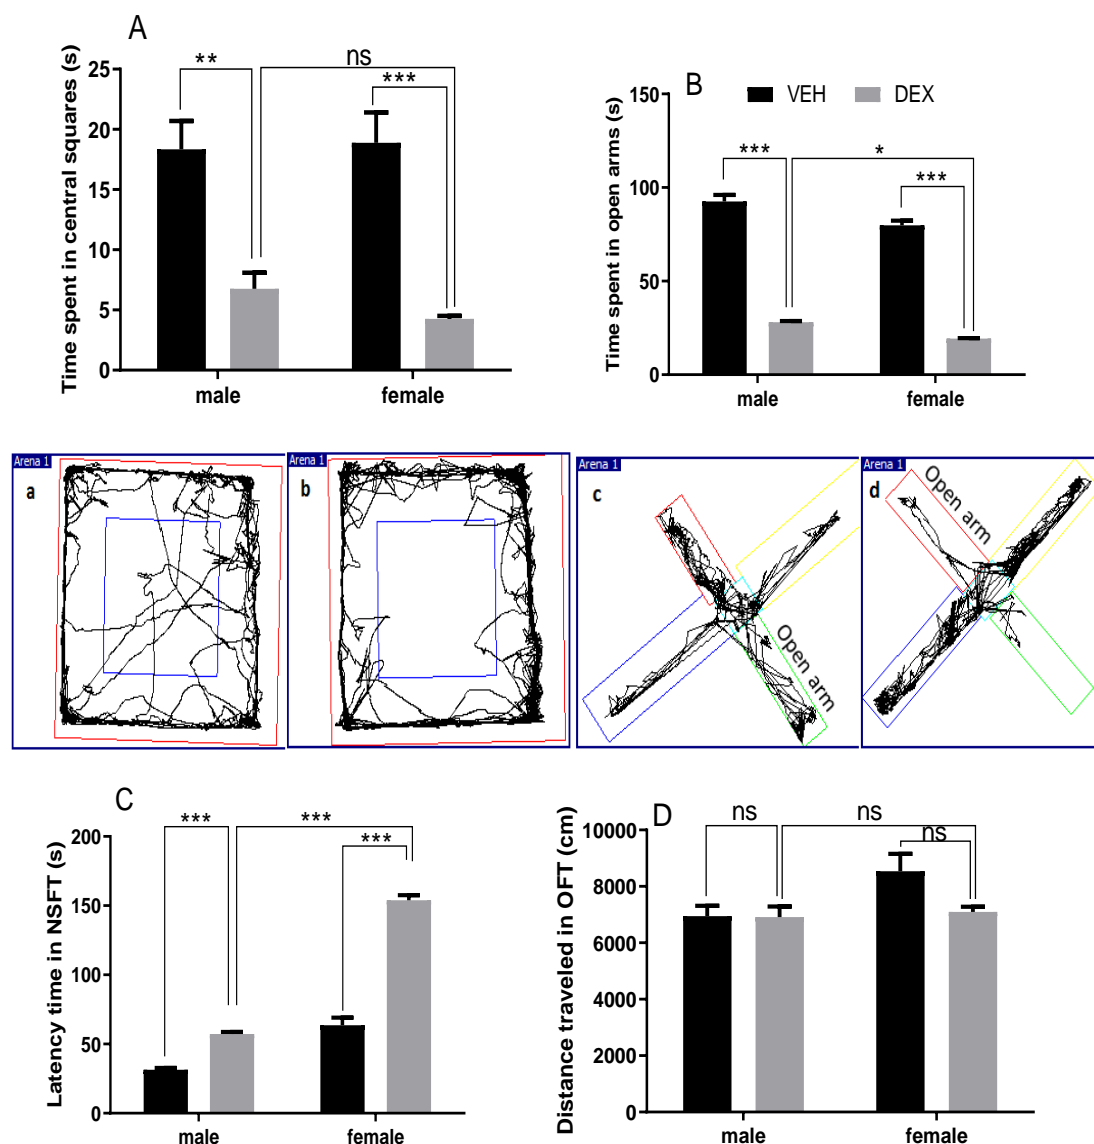 A
Time spent in central squares (s)
25
20
15
10
5
0
**
ns
***
male
female
B
VEH
DEX
Time spent in open arms (s)
150
100
50
0
***
*
***
male
female
Arena 1
a
Arena 1
b
Arena 1
c
Open arm
Arena 1
d
Open arm
C
Latency time in NSFT (s)
200
150
100
50
0
***
***
***
male
female
D
Distance traveled in OFT (cm)
10000
8000
6000
4000
2000
0
ns
ns
ns
male
female